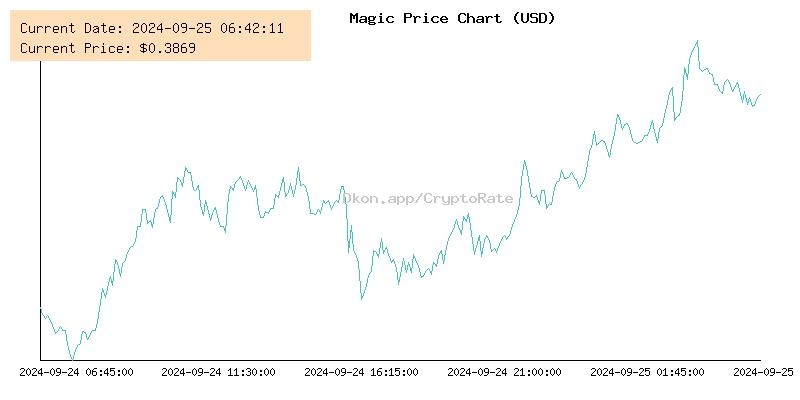 Magic Price Chart (USD)
Current Date: 2024-09-25 06:42:11
Current Price: $0.3869
Dkon.app/CryptoRate
2024-09-24 06:45:00 2024-09-24 11:30:00 2024-09-24 16:15:00 2024-09-24 21:00:00 2024-09-25 01:45:00 2024-09-25